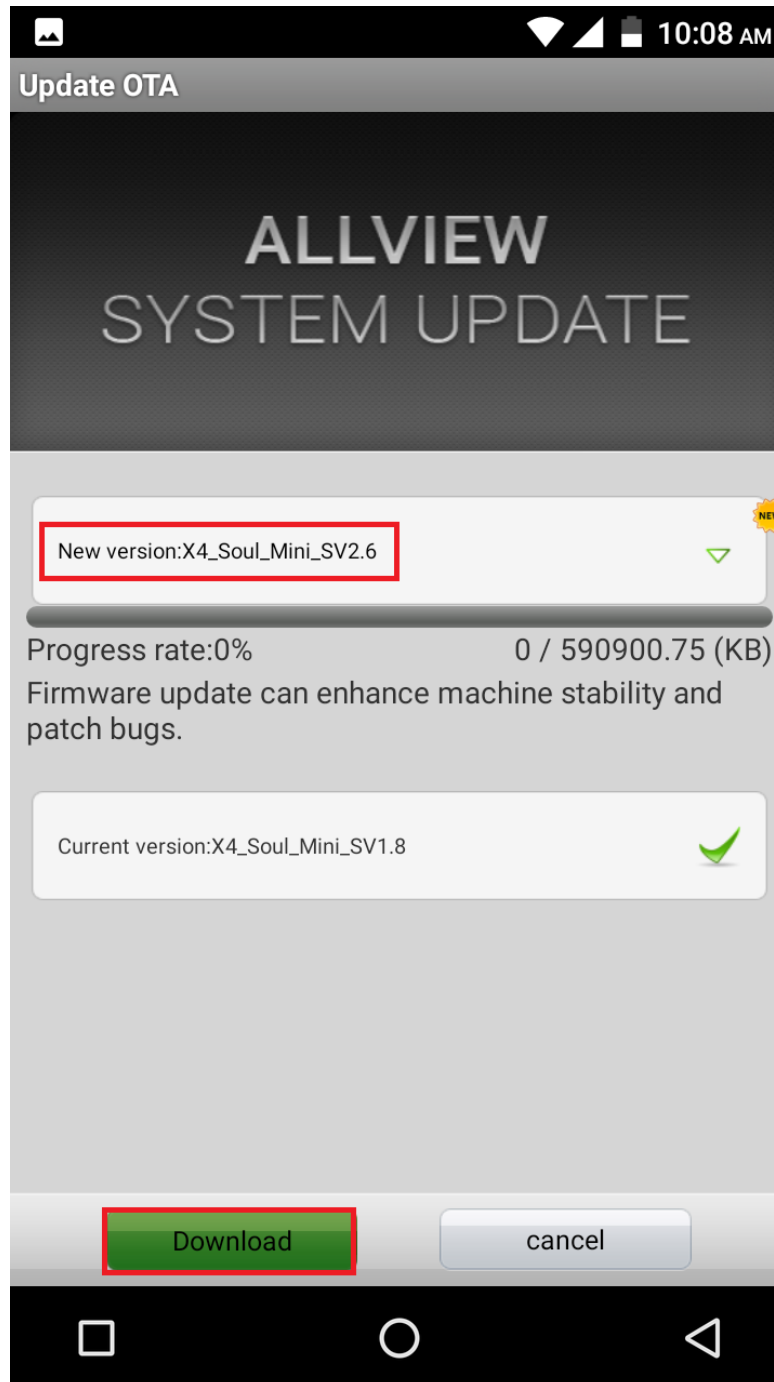 10:08 AM
Update OTA
ALLVIEW
SYSTEM UPDATE
NEW
New version:X4_Soul_Mini_SV2.6
Progress rate:0% 0 / 590900.75 (KB)
Firmware update can enhance machine stability and
patch bugs.
Current version:X4_Soul_Mini_SV1.8
Download cancel